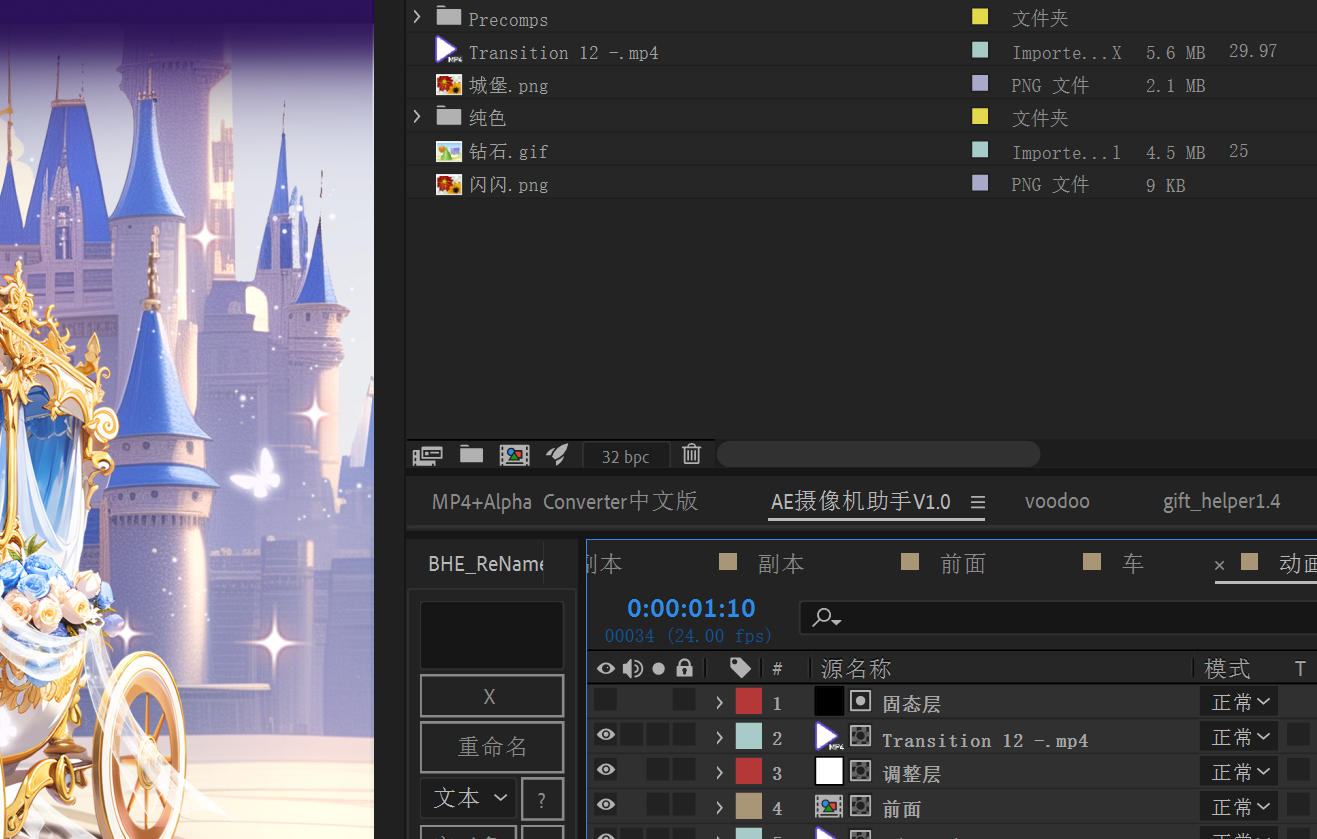 Precomps 文件夹
Transition 12 -.mp4 Importe...X 5.6 MB 29.97
城堡.png PNG 文件 2.1 MB
纯色 文件夹
钻石.gif Importe...l 4.5 MB 25
闪闪.png PNG 文件 9 KB
32 bpc
MP4+Alpha Converter中文版 AE摄像机助手V1.0 voodoo gift_helper1.4
BHE_ReName 副本 副本 前面 车 × 动画
0:00:01:10
00034 (24.00 fps)
# 源名称 模式 T
X
重命名
文本 ?
1 固态层 正常
2 Transition 12 -.mp4 正常
3 调整层 正常
4 前面 正常